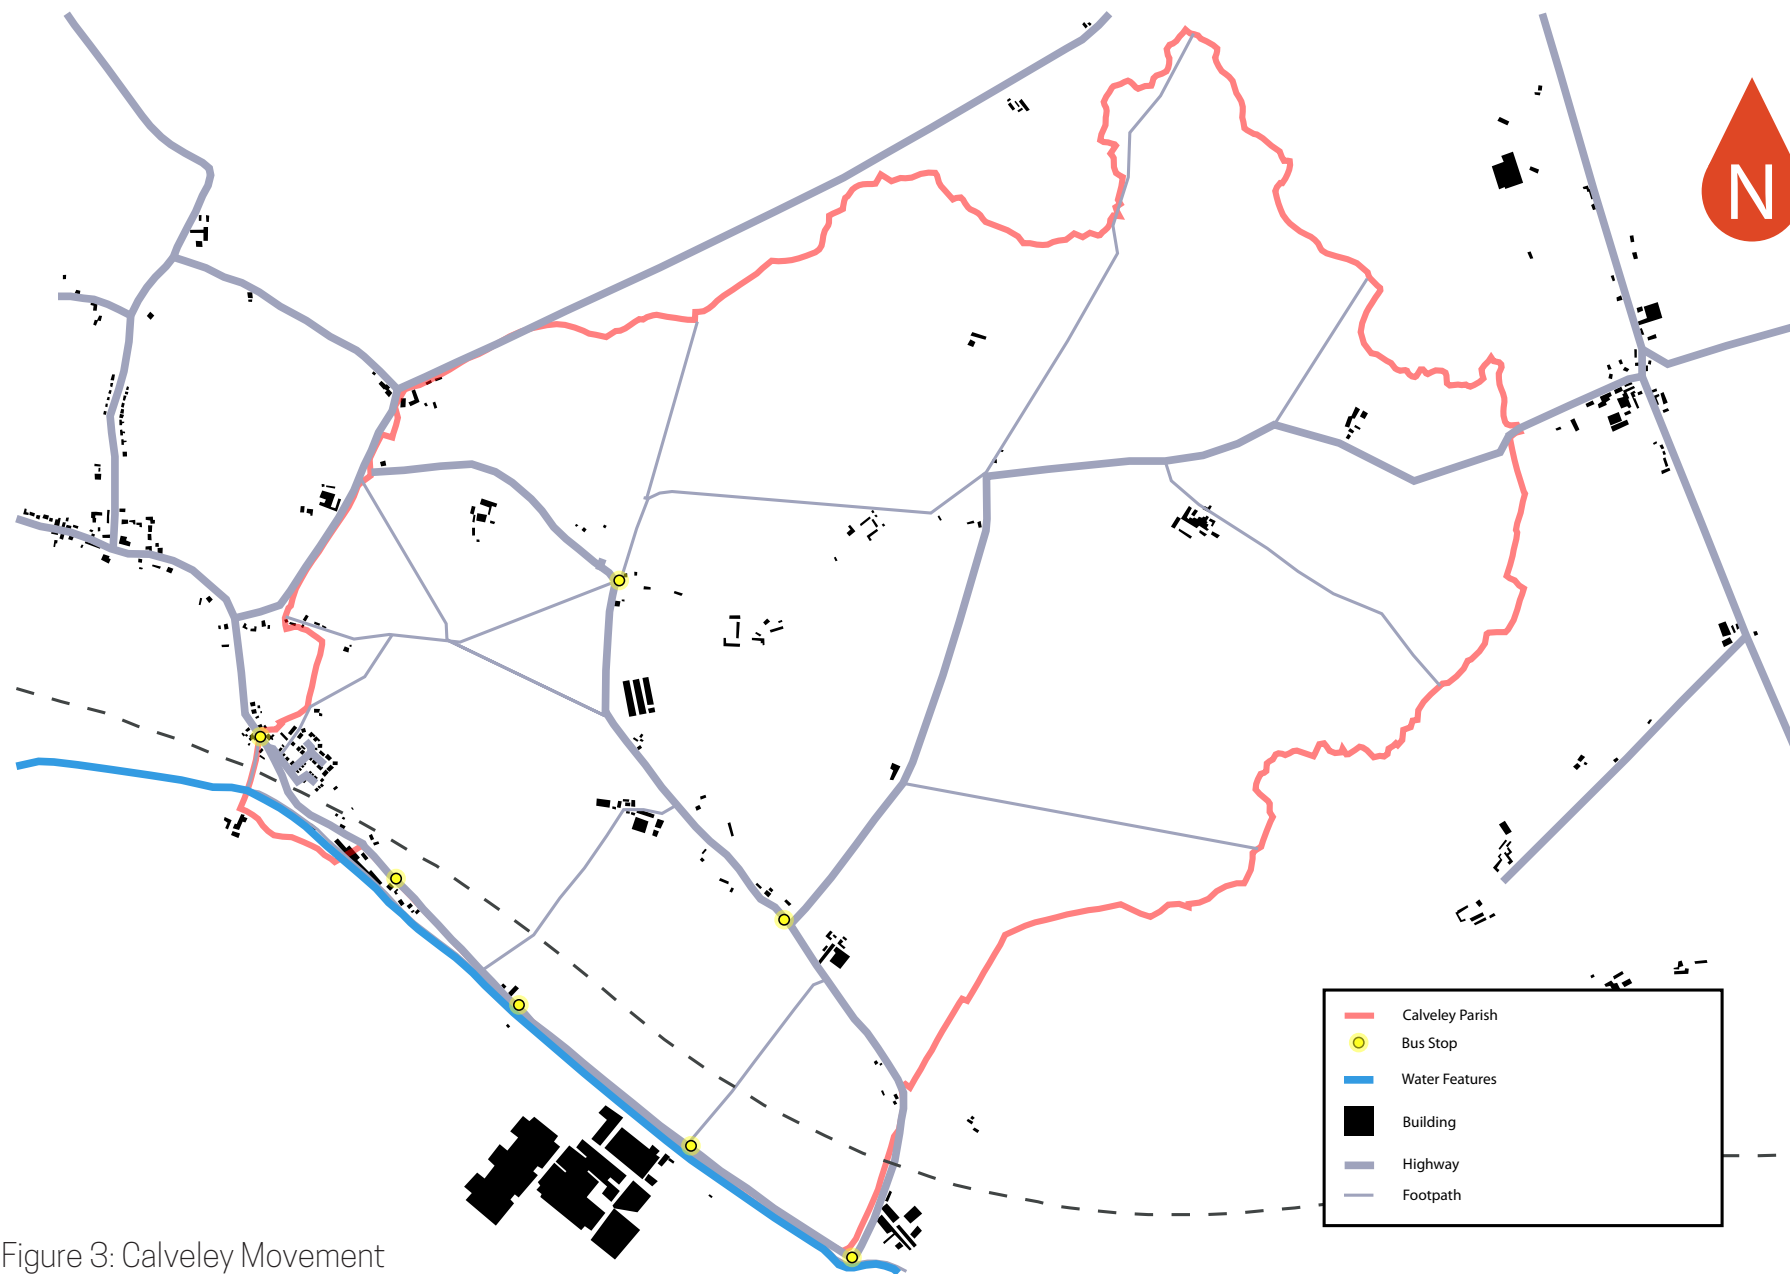 N
Calveley Parish
Bus Stop
Water Features
Building
Highway
Footpath
Figure 3: Calveley Movement